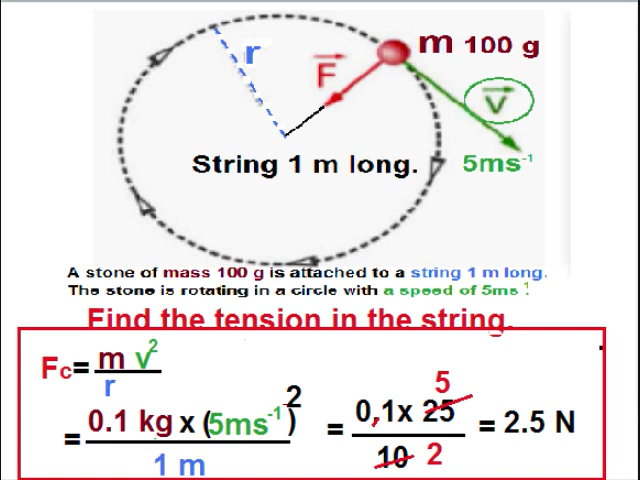 r
F
m 100 g
V
String 1 m long.
5ms⁻¹
A stone of mass 100 g is attached to a string 1 m long.
The stone is rotating in a circle with a speed of 5ms⁻¹.
Find the tension in the string.
Fc= m v² / r
= 0.1 kg x (5ms⁻¹)² / 1 m = 0,1x 25 5 / 10 2 = 2.5 N